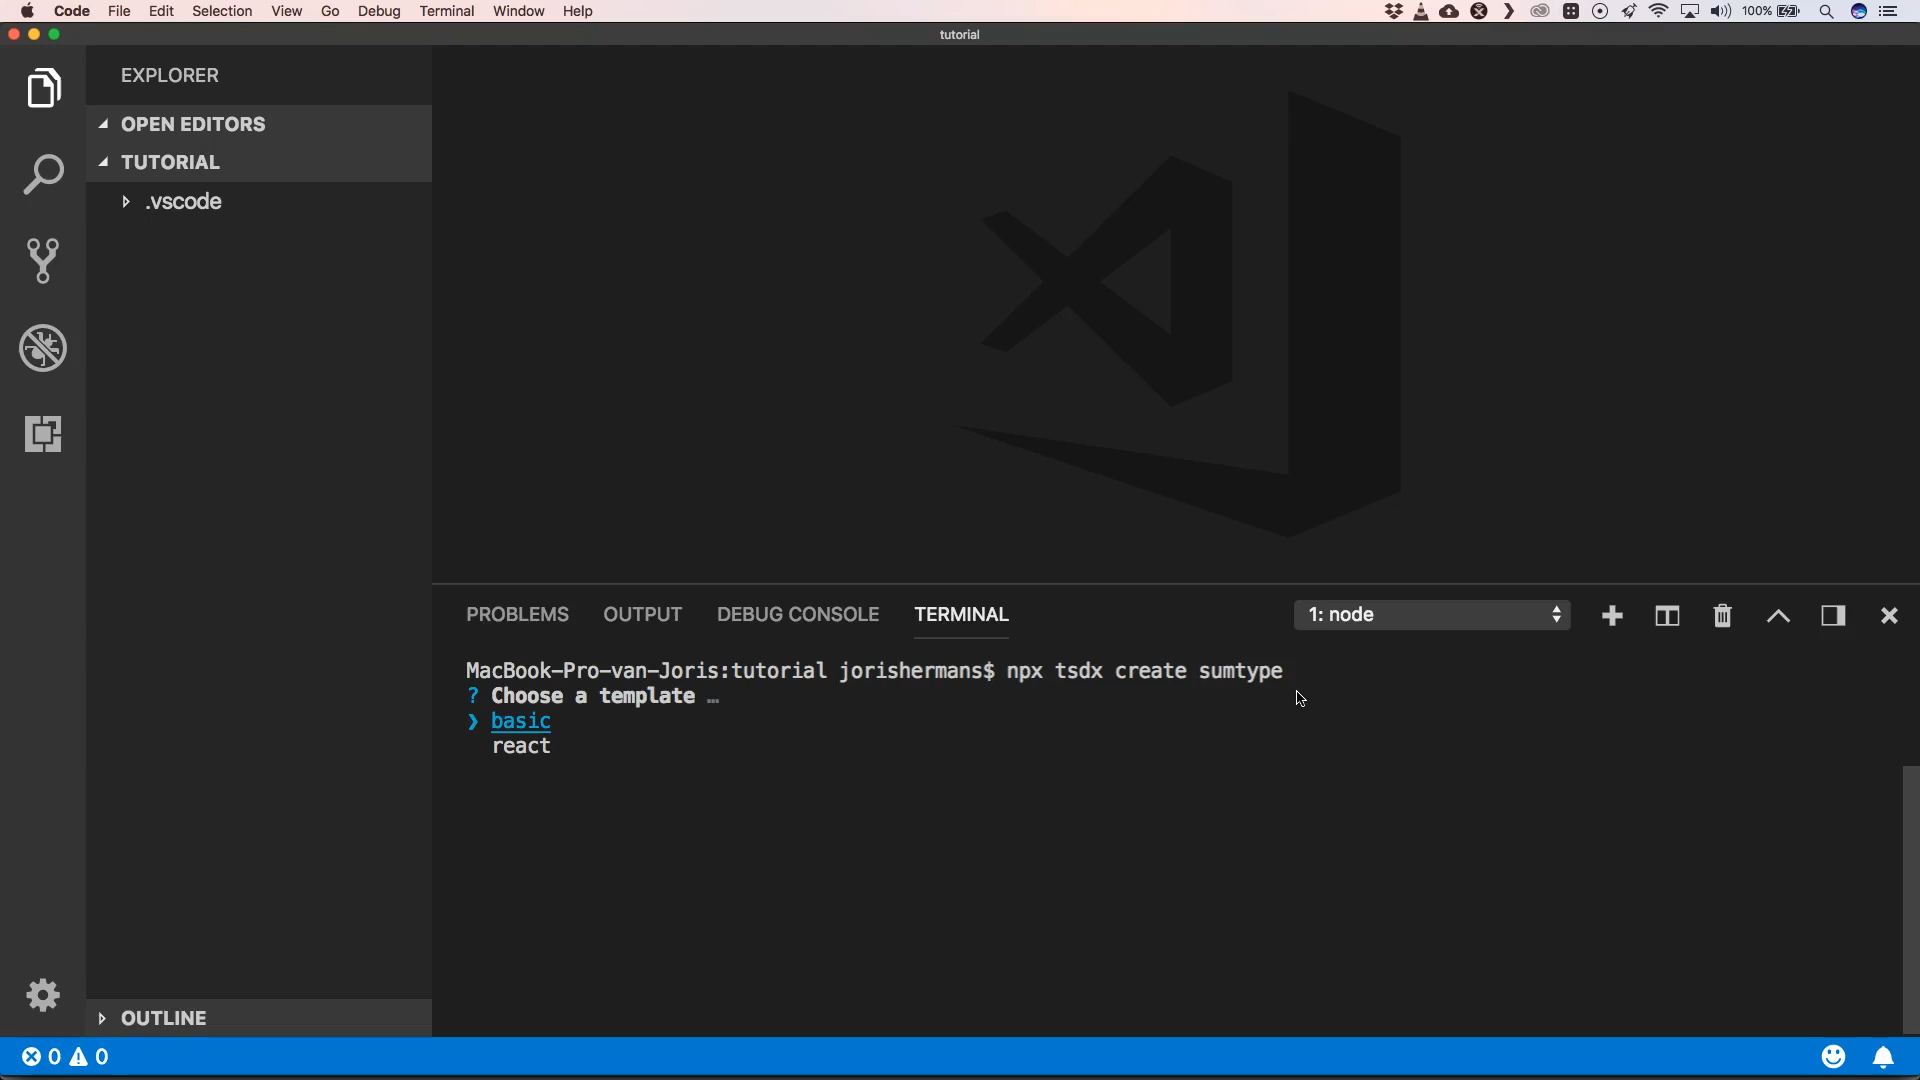 Code File Edit Selection View Go Debug Terminal Window Help 100%
tutorial
EXPLORER
OPEN EDITORS
TUTORIAL
.vscode
PROBLEMS OUTPUT DEBUG CONSOLE TERMINAL 1: node
MacBook-Pro-van-Joris:tutorial jorishermans$ npx tsdx create sumtype
? Choose a template …
❯ basic
react
OUTLINE
0 0